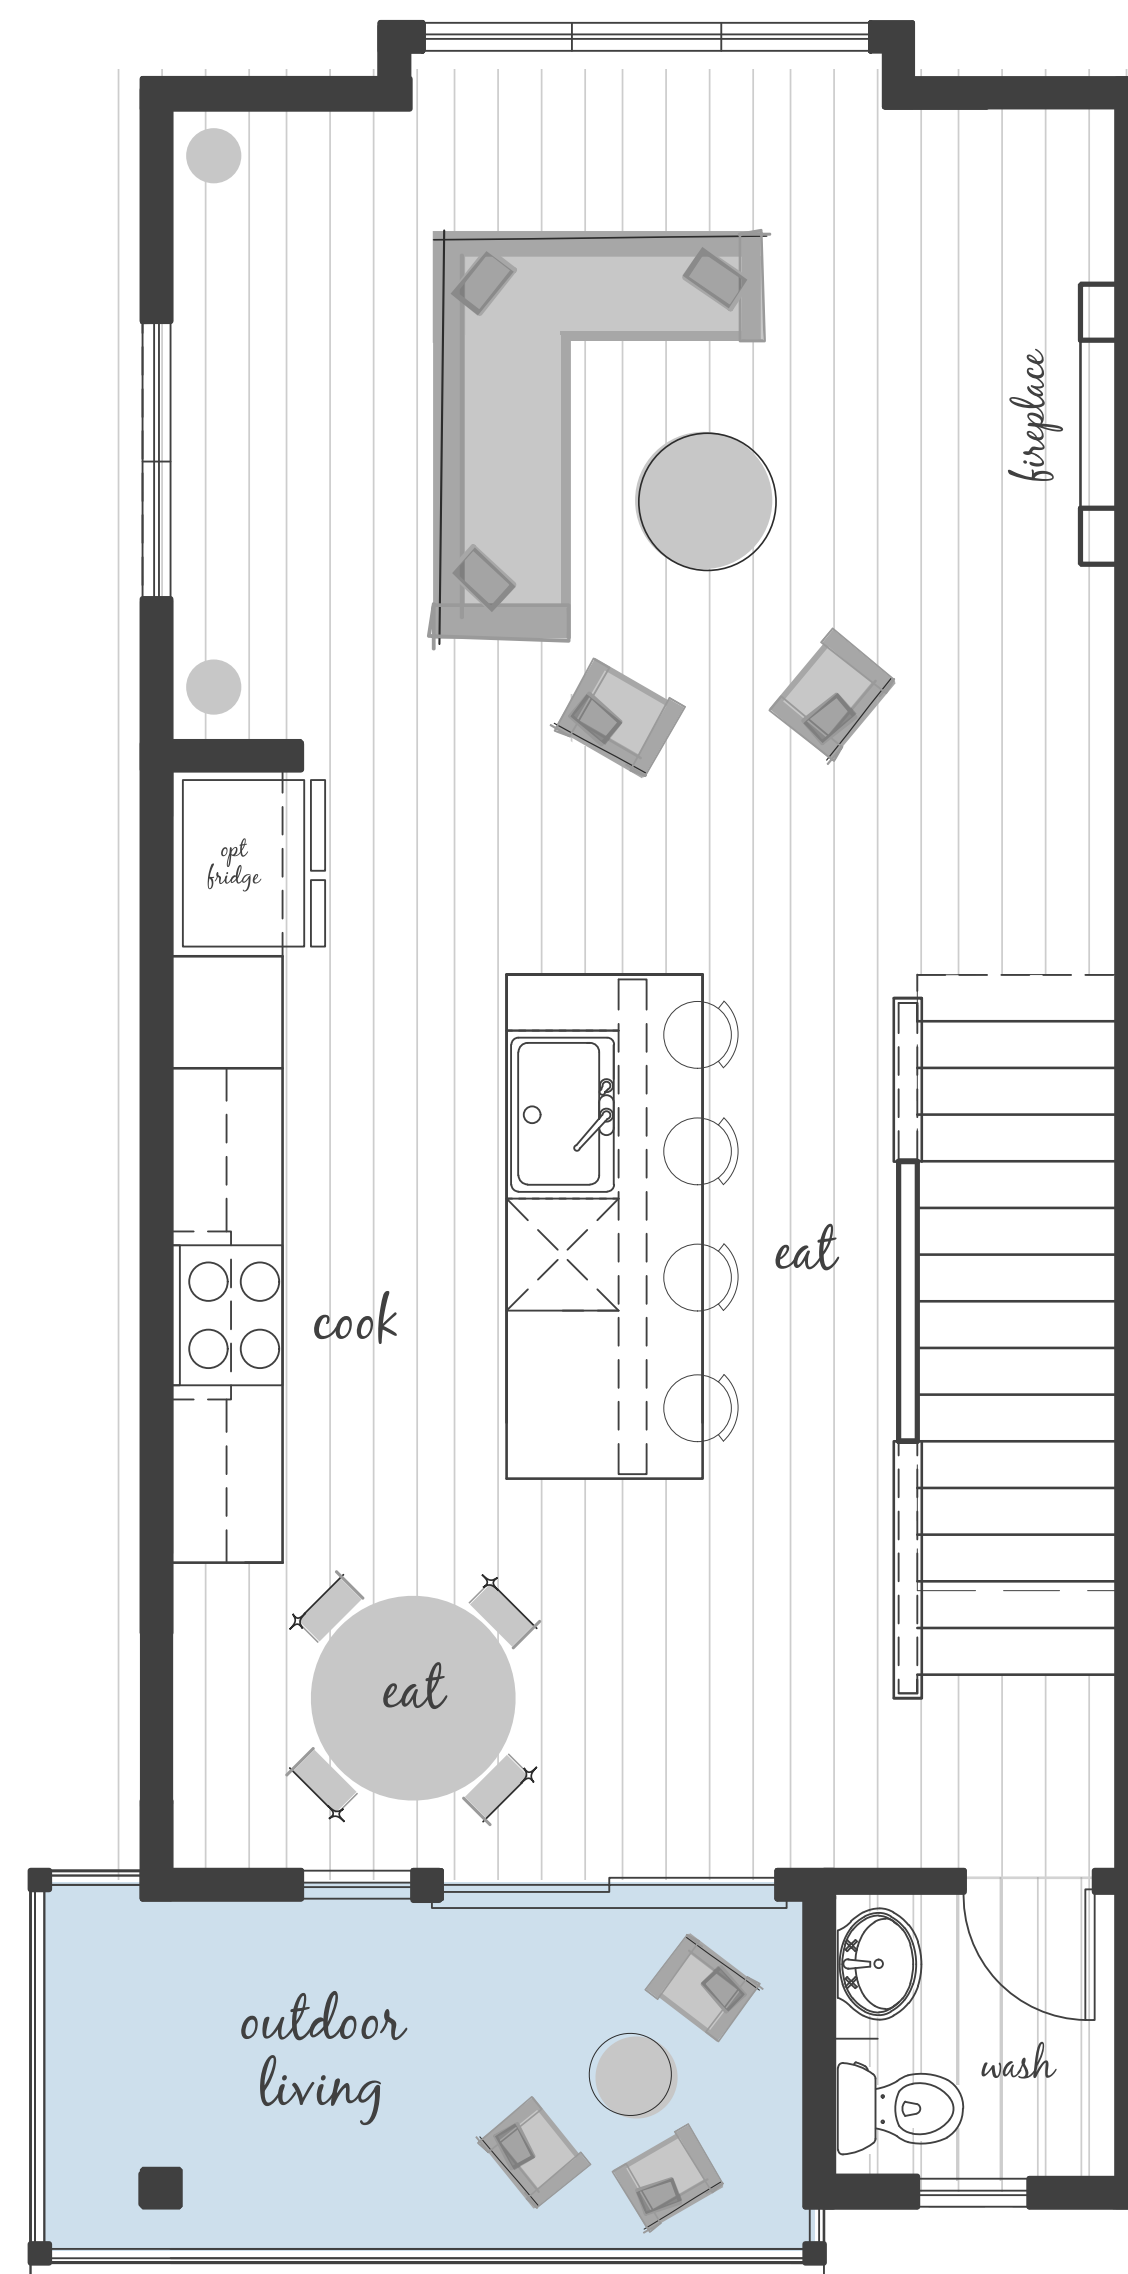 fireplace
opt
fridge
eat
cook
eat
outdoor
living
wash